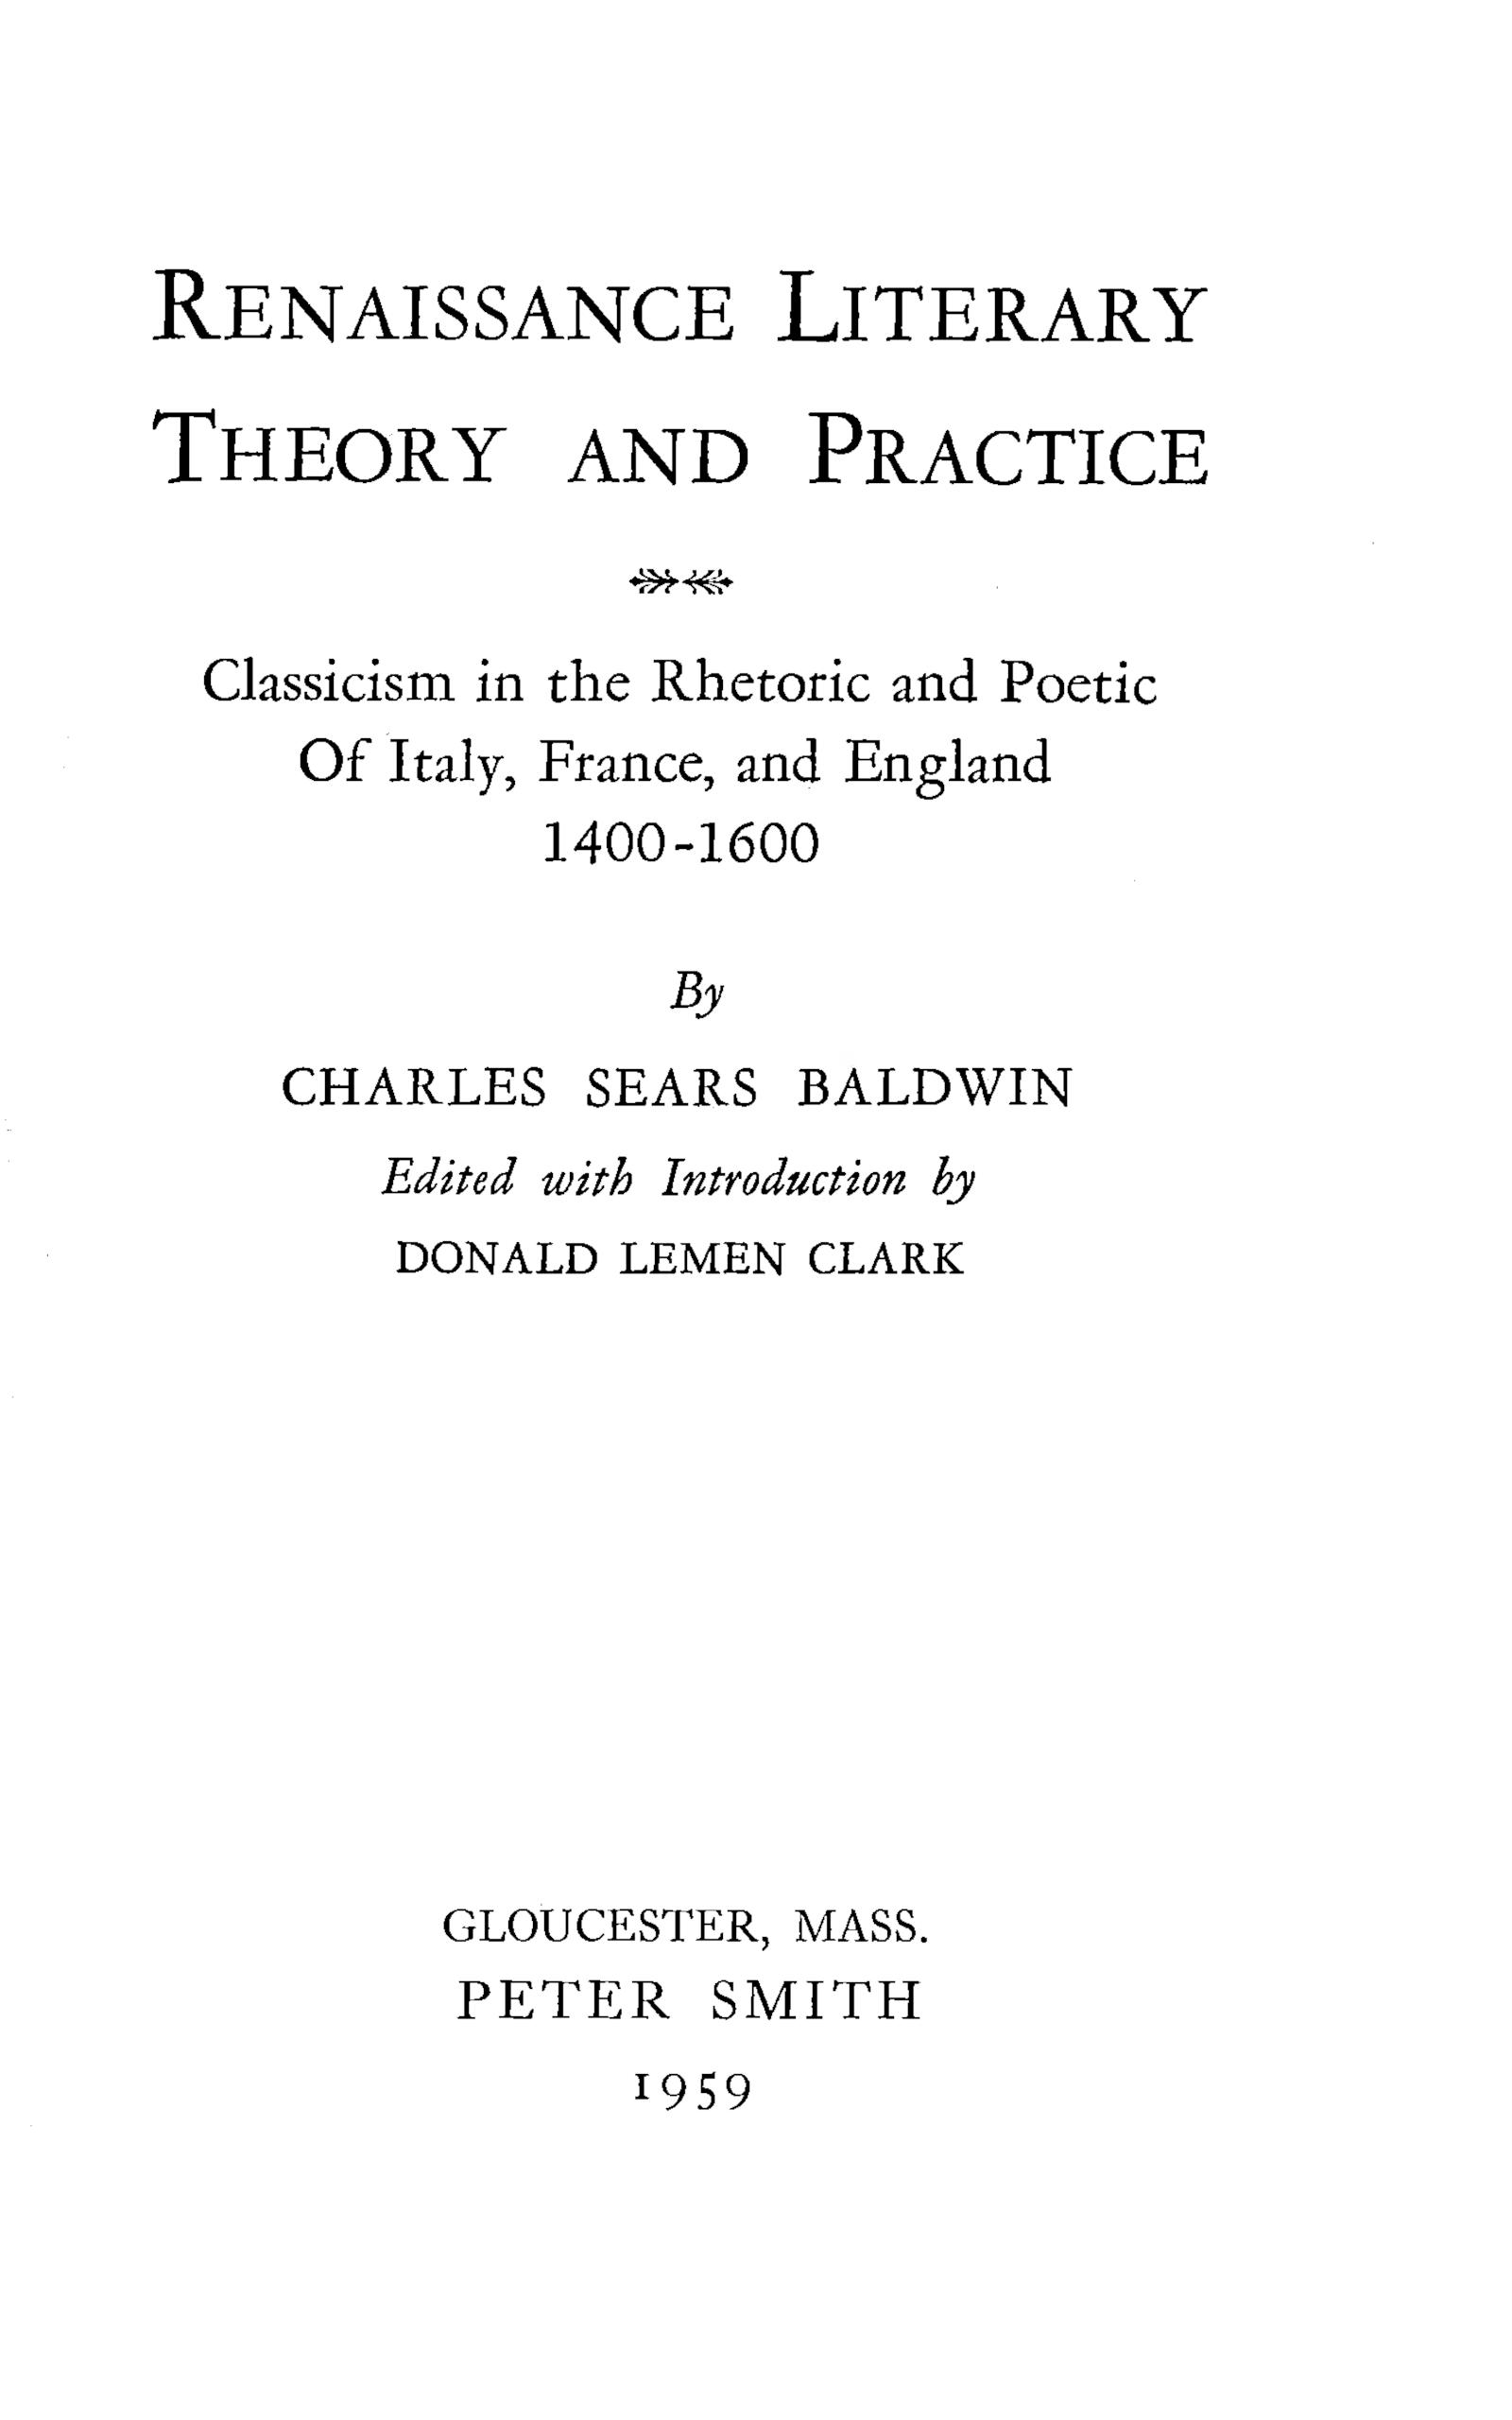 RENAISSANCE LITERARY
THEORY AND PRACTICE
Classicism in the Rhetoric and Poetic
Of Italy, France, and England
1400-1600
By
CHARLES SEARS BALDWIN
Edited with Introduction by
DONALD LEMEN CLARK
GLOUCESTER, MASS.
PETER SMITH
1959